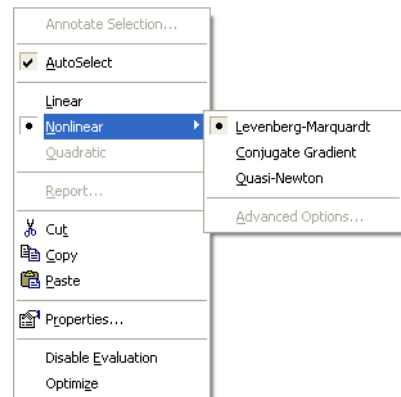 Annotate Selection...
AutoSelect
Linear
Nonlinear
Quadratic
Report...
Cut
Copy
Paste
Properties...
Disable Evaluation
Optimize
Levenberg-Marquardt
Conjugate Gradient
Quasi-Newton
Advanced Options...